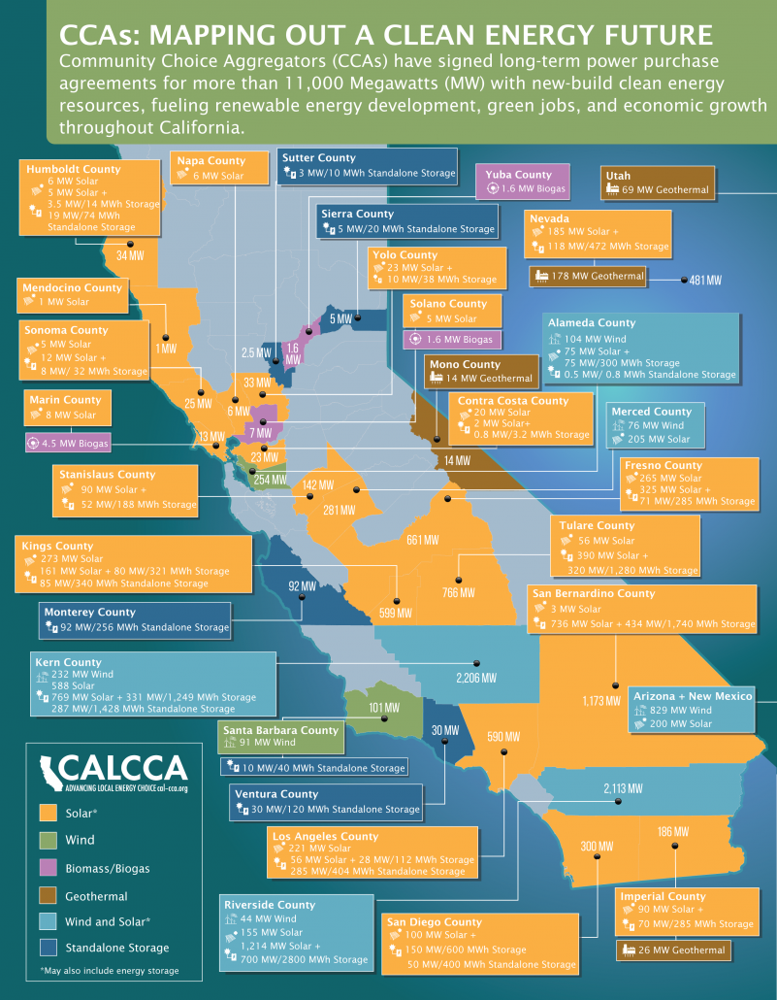 CCAs: MAPPING OUT A CLEAN ENERGY FUTURE
Community Choice Aggregators (CCAs) have signed long-term power purchase
agreements for more than 11,000 Megawatts (MW) with new-build clean energy
resources, fueling renewable energy development, green jobs, and economic growth
throughout California.
Humboldt County
6 MW Solar
5 MW Solar +
3.5 MW/14 MWh Storage
19 MW/74 MWh
Standalone Storage
Napa County
6 MW Solar
Sutter County
3 MW/10 MWh Standalone Storage
Yuba County
1.6 MW Biogas
Utah
69 MW Geothermal
Sierra County
5 MW/20 MWh Standalone Storage
Nevada
185 MW Solar +
118 MW/472 MWh Storage
178 MW Geothermal
481 MW
Yolo County
23 MW Solar +
10 MW/38 MWh Storage
34 MW
Mendocino County
1 MW Solar
Solano County
5 MW Solar
1.6 MW Biogas
Alameda County
104 MW Wind
75 MW Solar +
75 MW/300 MWh Storage
0.5 MW/ 0.8 MWh Standalone Storage
Sonoma County
5 MW Solar
12 MW Solar +
8 MW/ 32 MWh Storage
1 MW
5 MW
2.5 MW
1.6
MW
Mono County
14 MW Geothermal
33 MW
25 MW
6 MW
Marin County
8 MW Solar
4.5 MW Biogas
Contra Costa County
20 MW Solar
2 MW Solar+
0.8 MW/3.2 MWh Storage
Merced County
76 MW Wind
205 MW Solar
13 MW
7 MW
23 MW
14 MW
Stanislaus County
90 MW Solar +
52 MW/188 MWh Storage
254 MW
142 MW
281 MW
Fresno County
265 MW Solar
325 MW Solar +
71 MW/285 MWh Storage
661 MW
Tulare County
56 MW Solar
390 MW Solar +
320 MW/1,280 MWh Storage
Kings County
273 MW Solar
161 MW Solar + 80 MW/321 MWh Storage
85 MW/340 MWh Standalone Storage
92 MW
599 MW
766 MW
San Bernardino County
3 MW Solar
736 MW Solar + 434 MW/1,740 MWh Storage
Monterey County
92 MW/256 MWh Standalone Storage
Kern County
232 MW Wind
588 Solar
769 MW Solar + 331 MW/1,249 MWh Storage
287 MW/1,428 MWh Standalone Storage
2,206 MW
1,173 MW
Arizona + New Mexico
829 MW Wind
200 MW Solar
101 MW
Santa Barbara County
91 MW Wind
10 MW/40 MWh Standalone Storage
30 MW
590 MW
CALCCA
ADVANCING LOCAL ENERGY CHOICE cal-cca.org
Solar*
Wind
Biomass/Biogas
Geothermal
Wind and Solar*
Standalone Storage
*May also include energy storage
Ventura County
30 MW/120 MWh Standalone Storage
2,113 MW
Los Angeles County
221 MW Solar
56 MW Solar + 28 MW/112 MWh Storage
285 MW/404 MWh Standalone Storage
300 MW
186 MW
Riverside County
44 MW Wind
155 MW Solar
1,214 MW Solar +
700 MW/2800 MWh Storage
San Diego County
100 MW Solar +
150 MW/600 MWh Storage
50 MW/400 MWh Standalone Storage
Imperial County
90 MW Solar +
70 MW/285 MWh Storage
26 MW Geothermal